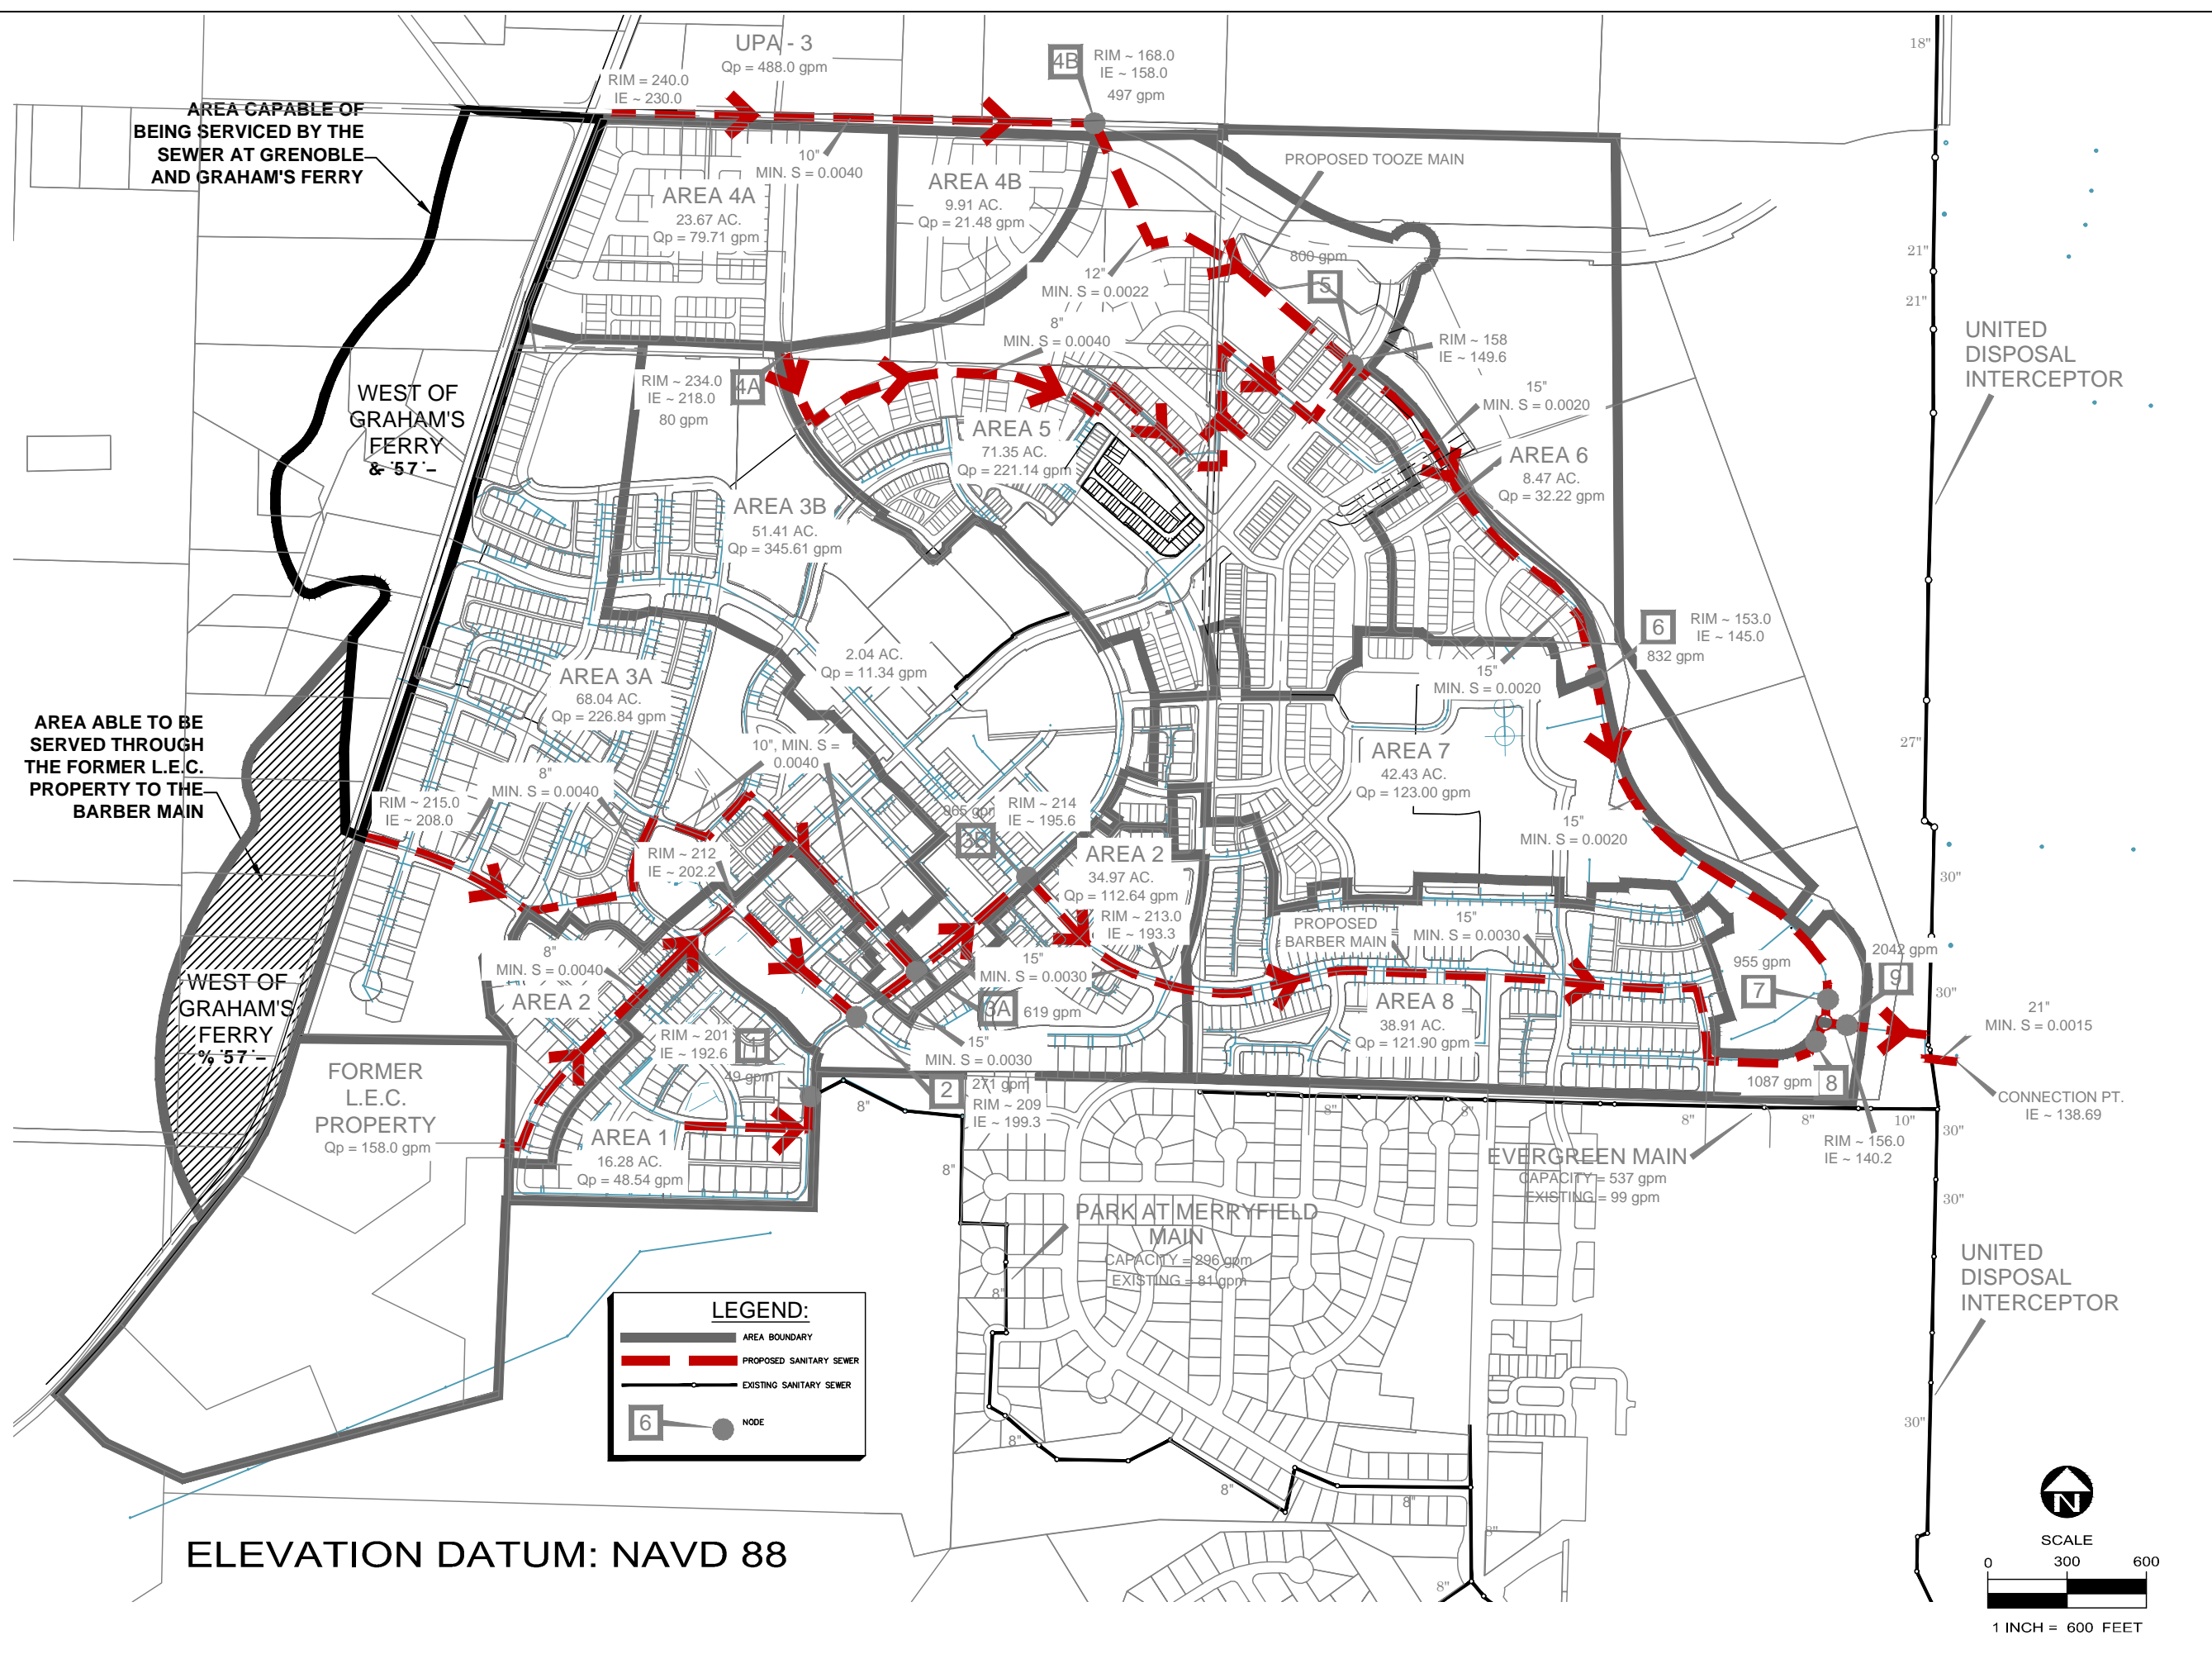 UPA - 3
Qp = 488.0 gpm
RIM = 240.0
IE ~ 230.0
4B
RIM ~ 168.0
IE ~ 158.0
497 gpm
18"
AREA CAPABLE OF
BEING SERVICED BY THE
SEWER AT GRENOBLE
AND GRAHAM'S FERRY
10"
MIN. S = 0.0040
AREA 4A
23.67 AC.
Qp = 79.71 gpm
AREA 4B
9.91 AC.
Qp = 21.48 gpm
PROPOSED TOOZE MAIN
12"
MIN. S = 0.0022
800 gpm
5
21"
21"
8"
MIN. S = 0.0040
RIM ~ 158
IE ~ 149.6
UNITED
DISPOSAL
INTERCEPTOR
RIM ~ 234.0
IE ~ 218.0
4A
80 gpm
15"
MIN. S = 0.0020
WEST OF
GRAHAM'S
FERRY
AREA 5
71.35 AC.
Qp = 221.14 gpm
AREA 6
8.47 AC.
Qp = 32.22 gpm
AREA 3B
51.41 AC.
Qp = 345.61 gpm
6
RIM ~ 153.0
IE ~ 145.0
832 gpm
2.04 AC.
Qp = 11.34 gpm
AREA 3A
68.04 AC.
Qp = 226.84 gpm
15"
MIN. S = 0.0020
AREA ABLE TO BE
SERVED THROUGH
THE FORMER L.E.C.
PROPERTY TO THE
BARBER MAIN
10", MIN. S =
0.0040
AREA 7
42.43 AC.
Qp = 123.00 gpm
27"
8"
MIN. S = 0.0040
RIM ~ 215.0
IE ~ 208.0
965 gpm
3B
RIM ~ 214
IE ~ 195.6
15"
MIN. S = 0.0020
RIM ~ 212
IE ~ 202.2
AREA 2
34.97 AC.
Qp = 112.64 gpm
30"
RIM ~ 213.0
IE ~ 193.3
PROPOSED
BARBER MAIN
15"
MIN. S = 0.0030
8"
MIN. S = 0.0040
15"
MIN. S = 0.0030
955 gpm
7
2042 gpm
9
30"
WEST OF
GRAHAM'S
FERRY
AREA 2
3A
619 gpm
AREA 8
38.91 AC.
Qp = 121.90 gpm
21"
MIN. S = 0.0015
RIM ~ 201
IE ~ 192.6
1
49 gpm
15"
MIN. S = 0.0030
FORMER
L.E.C.
PROPERTY
Qp = 158.0 gpm
2
271 gpm
RIM ~ 209
IE ~ 199.3
1087 gpm
8
CONNECTION PT.
IE ~ 138.69
8"
8"
8"
8"
8"
10"
30"
AREA 1
16.28 AC.
Qp = 48.54 gpm
RIM ~ 156.0
IE ~ 140.2
8"
EVERGREEN MAIN
CAPACITY = 537 gpm
EXISTING = 99 gpm
30"
PARK AT MERRYFIELD
MAIN
CAPACITY = 296 gpm
EXISTING = 81 gpm
8"
UNITED
DISPOSAL
INTERCEPTOR
LEGEND:
AREA BOUNDARY
PROPOSED SANITARY SEWER
EXISTING SANITARY SEWER
6
NODE
30"
8"
8"
8"
8"
8"
N
ELEVATION DATUM: NAVD 88
SCALE
0 300 600
1 INCH = 600 FEET